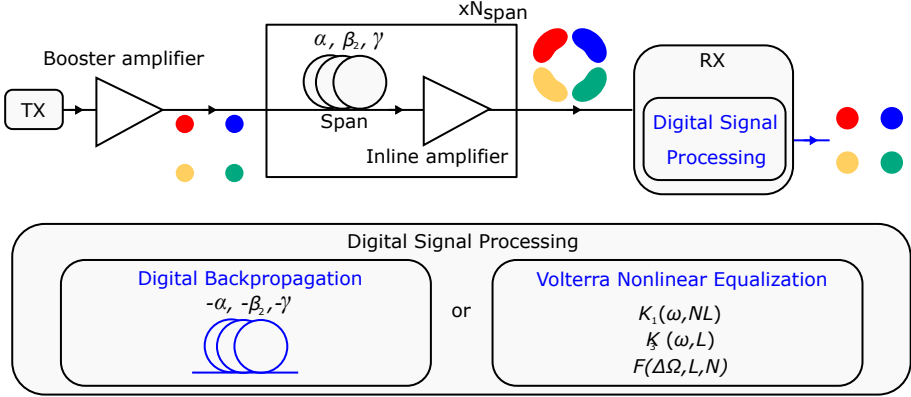 xN_span
Booster amplifier
α, β₂, γ
TX
Span
Inline amplifier
RX
Digital Signal
Processing
Digital Signal Processing
Digital Backpropagation
-α, -β₂,-γ
or
Volterra Nonlinear Equalization
K₁(ω,NL)
K₃ (ω,L)
F(ΔΩ,L,N)